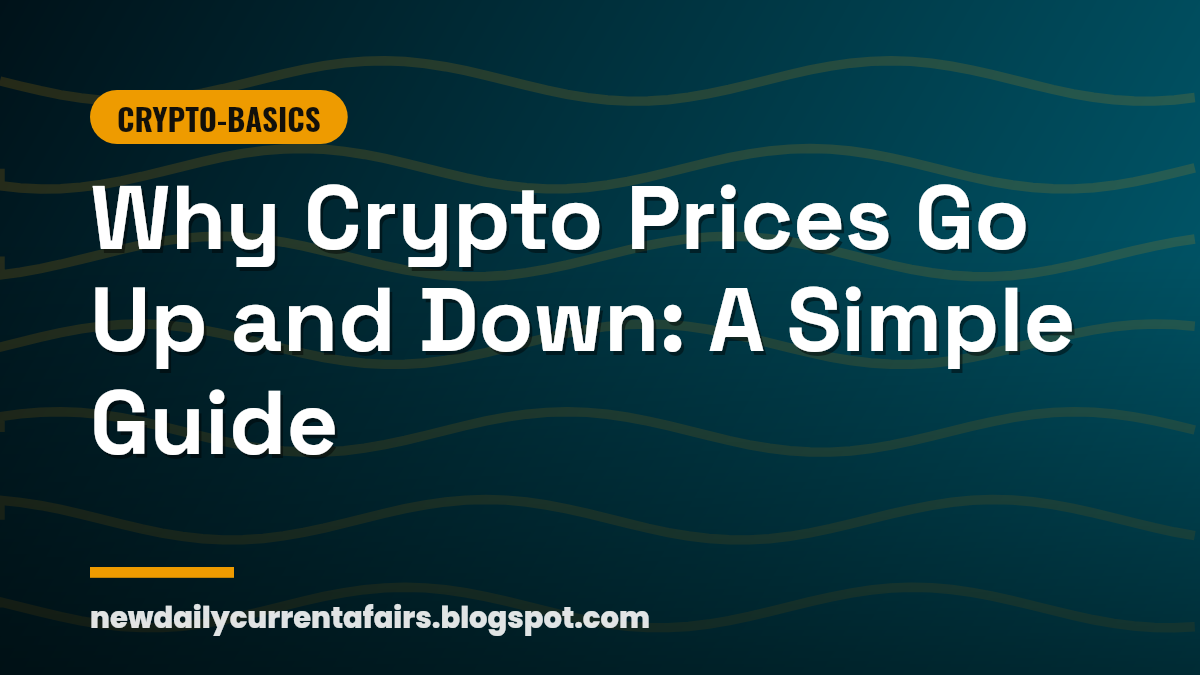 CRYPTO-BASICS
Why Crypto Prices Go
Up and Down: A Simple
Guide
newdailycurrentafairs.blogspot.com